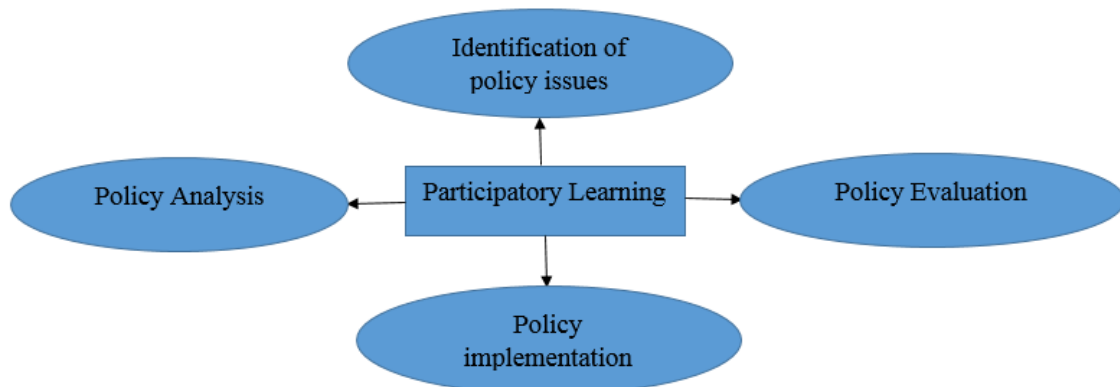 Identification of
policy issues
Policy Analysis
Participatory Learning
Policy Evaluation
Policy
implementation